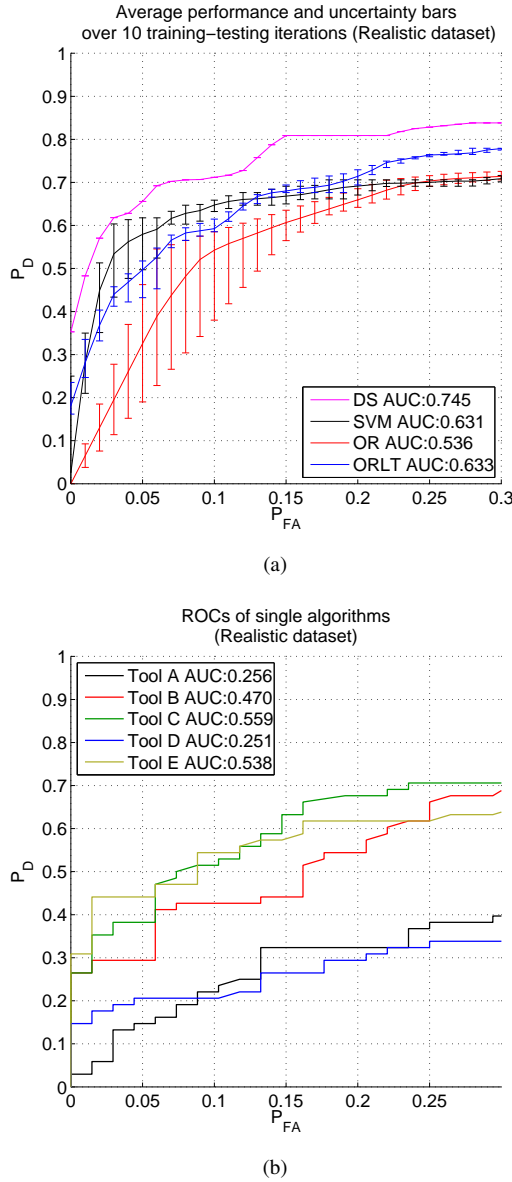 Average performance and uncertainty bars
over 10 training−testing iterations (Realistic dataset)
1
0.9
0.8
0.7
0.6
0.5
0.4
0.3
0.2
0.1
0
P_D
DS AUC:0.745
SVM AUC:0.631
OR AUC:0.536
ORLT AUC:0.633
0 0.05 0.1 0.15 0.2 0.25 0.3
P_FA
(a)
ROCs of single algorithms
(Realistic dataset)
Tool A AUC:0.256
Tool B AUC:0.470
Tool C AUC:0.559
Tool D AUC:0.251
Tool E AUC:0.538
1
0.9
0.8
0.7
0.6
0.5
0.4
0.3
0.2
0.1
0
P_D
0 0.05 0.1 0.15 0.2 0.25
P_FA
(b)